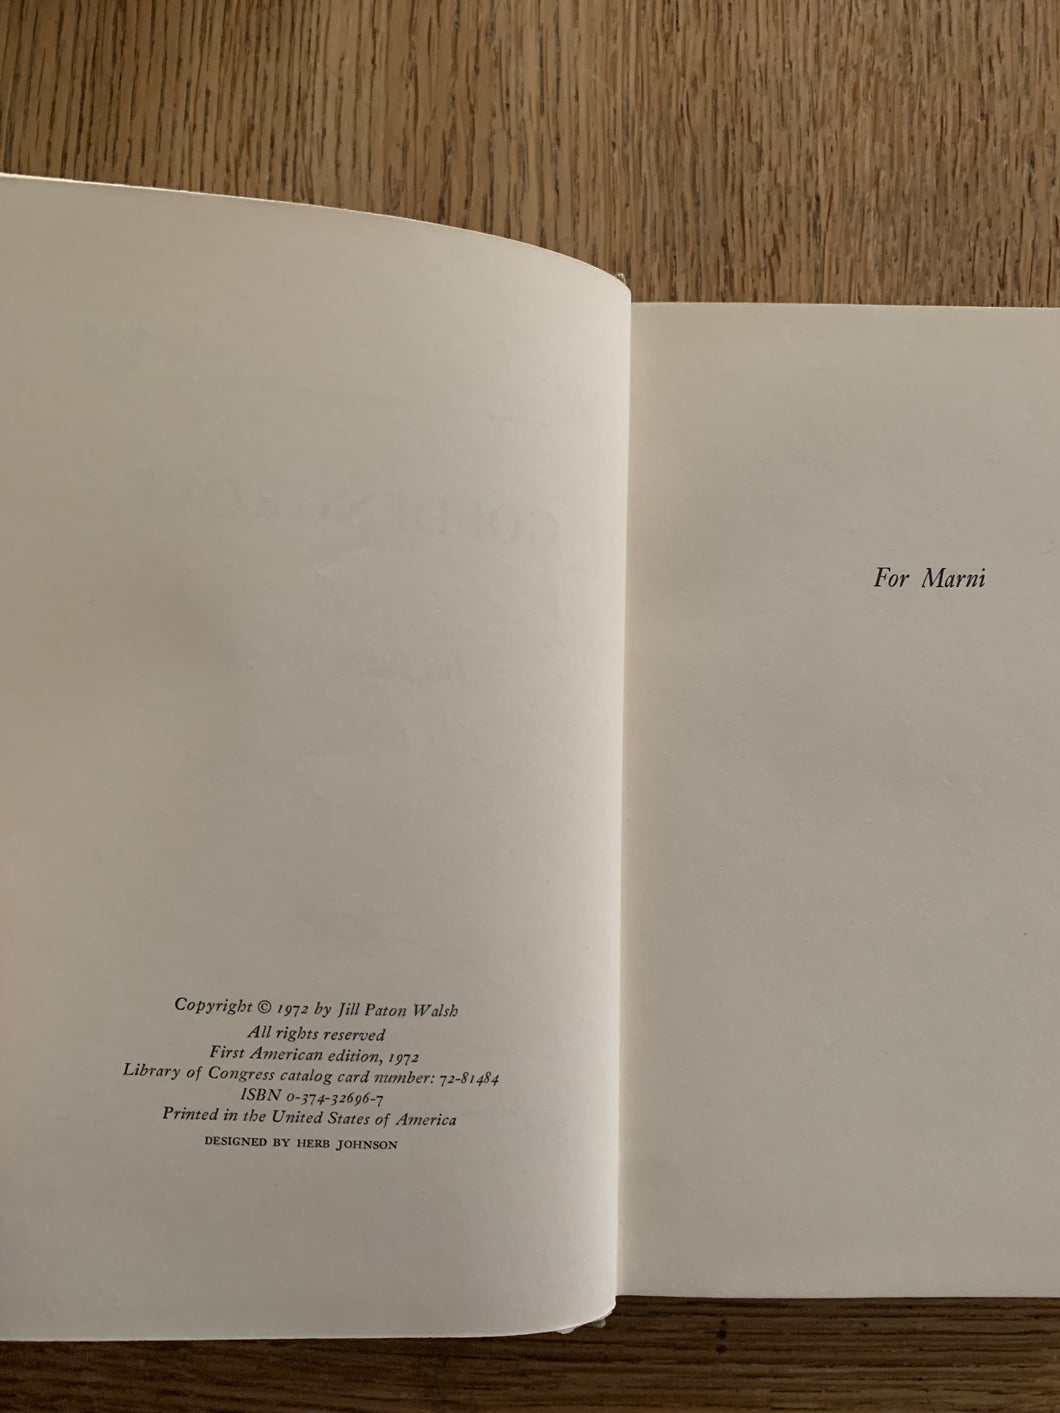 Copyright © 1972 by Jill Paton Walsh
All rights reserved
First American edition, 1972
Library of Congress catalog card number: 72-81484
ISBN 0-374-32696-7
Printed in the United States of America
DESIGNED BY HERB JOHNSON
For Marni